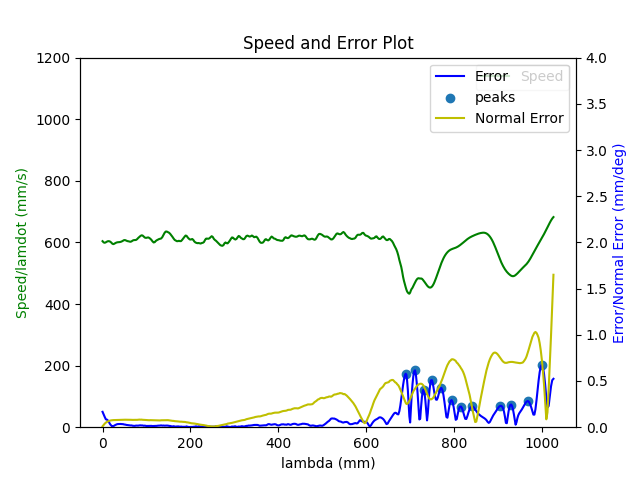 Speed and Error Plot
1200
1000
800
600
400
200
0
Speed/lamdot (mm/s)
4.0
3.5
3.0
2.5
2.0
1.5
1.0
0.5
0.0
Error/Normal Error (mm/deg)
Error
Speed
peaks
Normal Error
0
200
400
600
800
1000
lambda (mm)